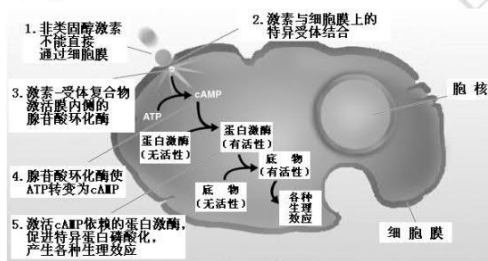 1.非类固醇激素
不能直接
通过细胞膜
2.激素与细胞膜上的
特异受体结合
3.激素-受体复合物
激活膜内侧的
腺苷酸环化酶
cAMP
ATP
胞核
蛋白激酶
(无活性)
蛋白激酶
(有活性)
底物
(有活性)
4.腺苷酸环化酶使
ATP转变为cAMP
底物
(无活性)
各种
生理
效应
5.激活cAMP依赖的蛋白激酶,
促进特异蛋白磷酸化,
产生各种生理效应
细胞膜